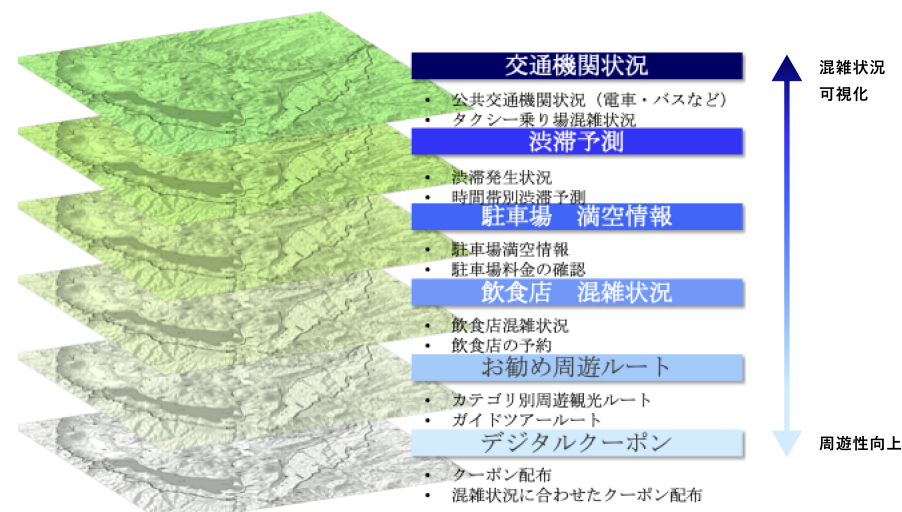 交通機関状況
• 公共交通機関状況（電車・バスなど）
• タクシー乗り場混雑状況
渋滞予測
• 渋滞発生状況
• 時間帯別渋滞予測
駐車場　満空情報
• 駐車場満空情報
• 駐車場料金の確認
飲食店　混雑状況
• 飲食店混雑状況
• 飲食店の予約
お勧め周遊ルート
• カテゴリ別周遊観光ルート
• ガイドツアールート
デジタルクーポン
• クーポン配布
• 混雑状況に合わせたクーポン配布
混雑状況
可視化
周遊性向上